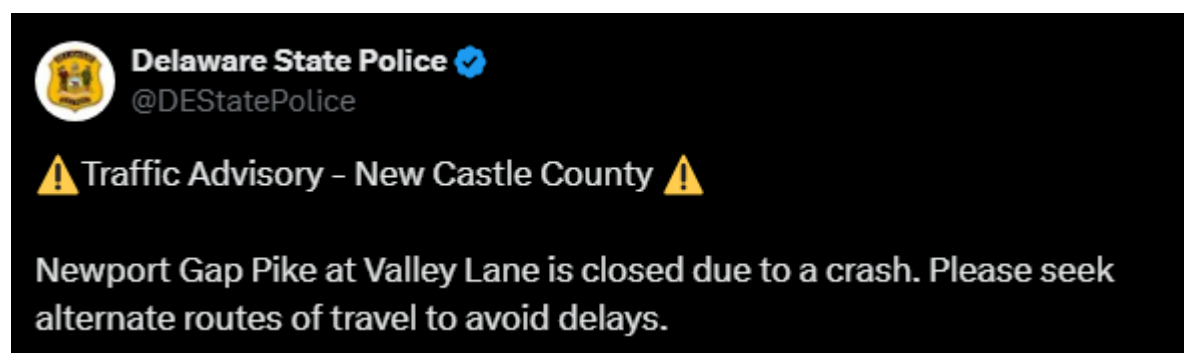 Delaware State Police
@DEStatePolice
⚠️Traffic Advisory – New Castle County ⚠️
Newport Gap Pike at Valley Lane is closed due to a crash. Please seek
alternate routes of travel to avoid delays.